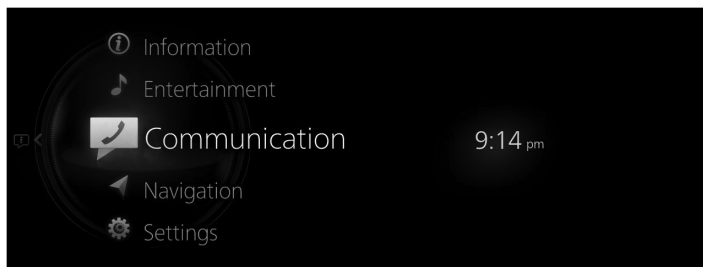 Information
Entertainment
Communication
9:14 pm
Navigation
Settings